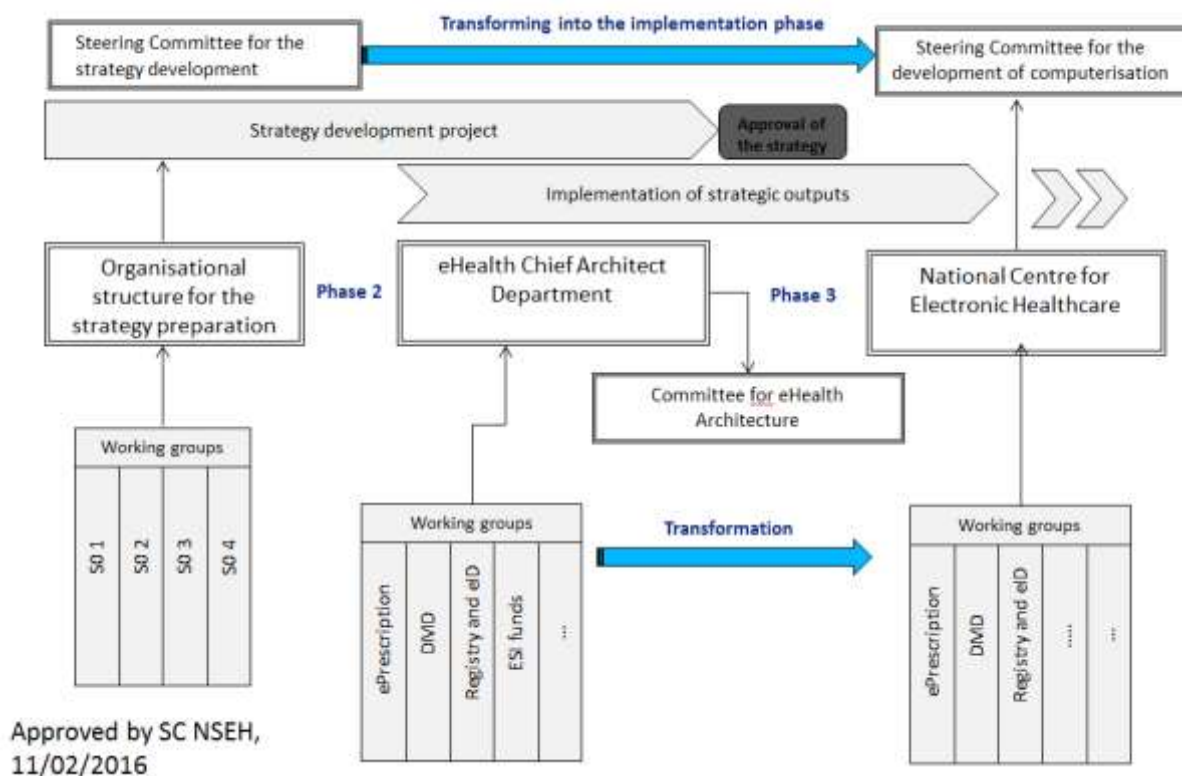 Transforming into the implementation phase
Steering Committee for the
strategy development
Steering Committee for the
development of computerisation
Strategy development project
Approval of
the strategy
Implementation of strategic outputs
Organisational
structure for the
strategy preparation
Phase 2
eHealth Chief Architect
Department
Phase 3
National Centre for
Electronic Healthcare
Committee for eHealth
Architecture
Working groups
S0 1
S0 2
S0 3
S0 4
Working groups
ePrescription
DMD
Registry and eID
ESI funds
...
Transformation
Working groups
ePrescription
DMD
Registry and eID
.....
...
Approved by SC NSEH,
11/02/2016